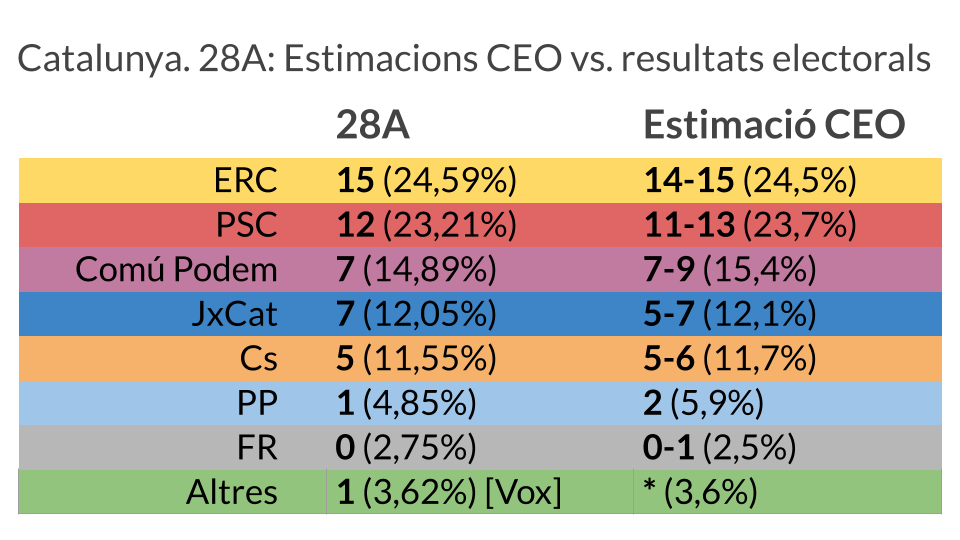 Catalunya. 28A: Estimacions CEO vs. resultats electorals
28A Estimació CEO
ERC 15 (24,59%) 14-15 (24,5%)
PSC 12 (23,21%) 11-13 (23,7%)
Comú Podem 7 (14,89%) 7-9 (15,4%)
JxCat 7 (12,05%) 5-7 (12,1%)
Cs 5 (11,55%) 5-6 (11,7%)
PP 1 (4,85%) 2 (5,9%)
FR 0 (2,75%) 0-1 (2,5%)
Altres 1 (3,62%) [Vox] * (3,6%)